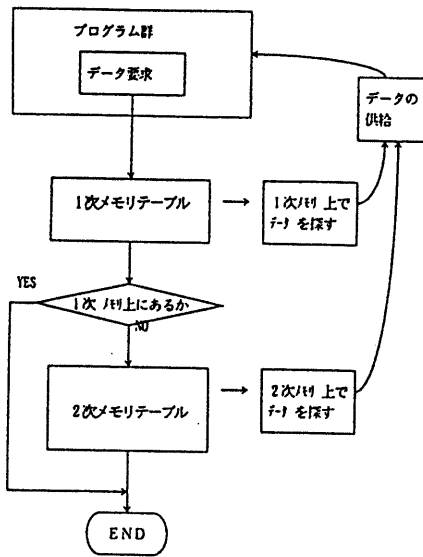 プログラム群
データ要求
データの
供給
1次メモリテーブル
1次メモリ上で
データを探す
YES
1次メモリ上にあるか
NO
2次メモリテーブル
2次メモリ上で
データを探す
END